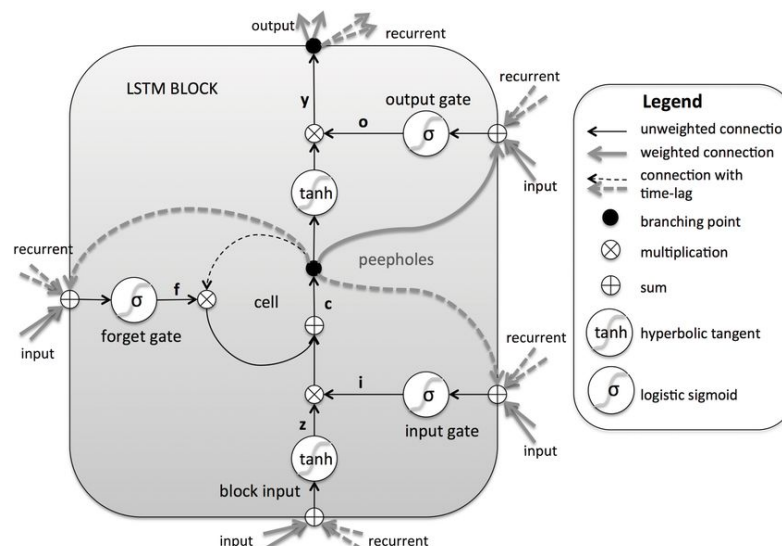 output
recurrent
LSTM BLOCK
y
output gate
recurrent
o
σ
input
tanh
recurrent
peepholes
f
σ
cell
c
forget gate
input
recurrent
i
σ
input gate
input
z
tanh
block input
input
recurrent
Legend
unweighted connectio
weighted connection
connection with
time-lag
branching point
multiplication
sum
tanh
hyperbolic tangent
σ
logistic sigmoid